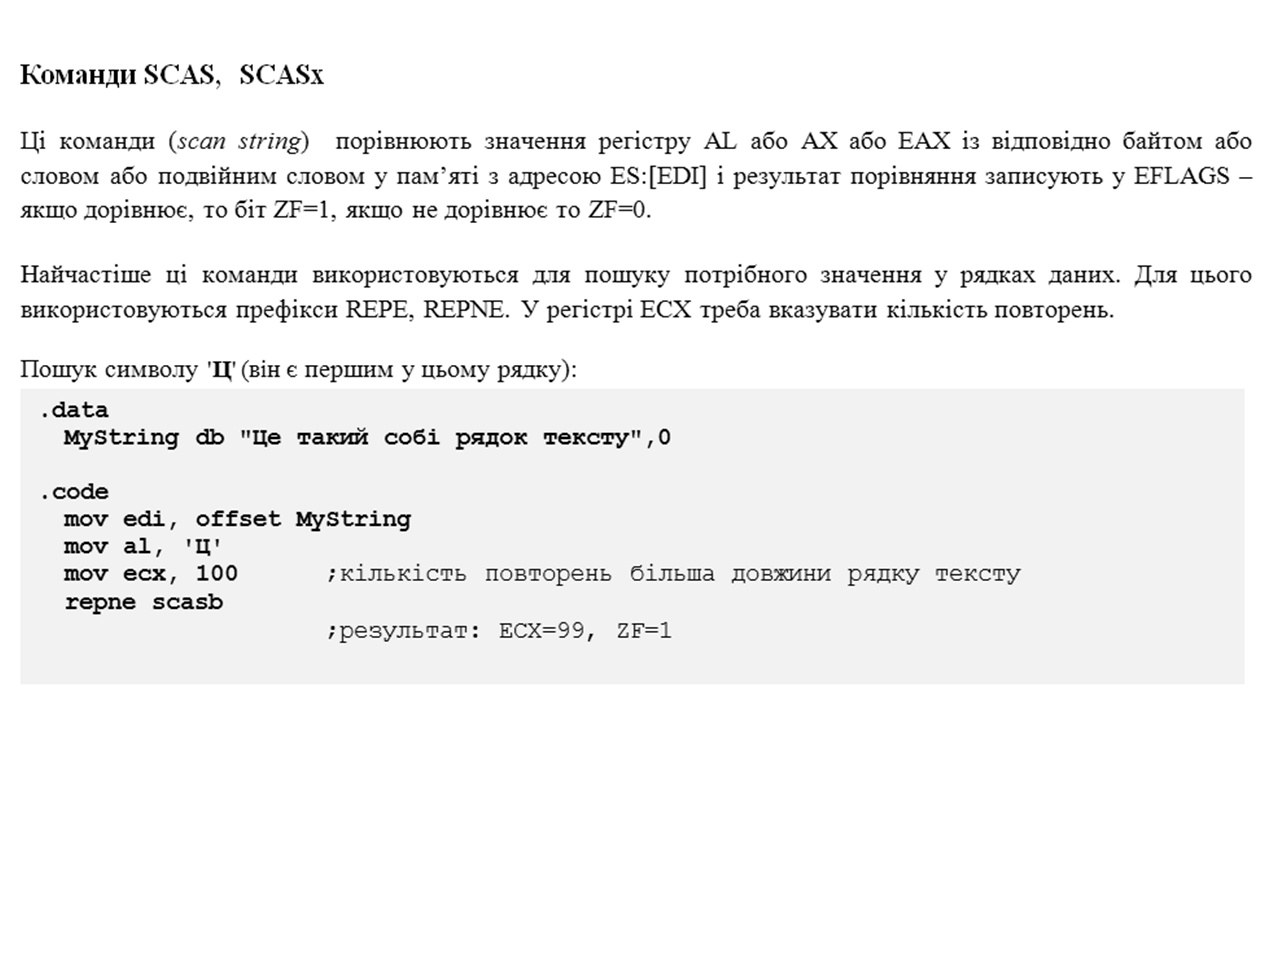 Команди SCAS, SCASx
Ці команди (scan string) порівнюють значення регістру AL або AX або EAX із відповідно байтом або
словом або подвійним словом у пам’яті з адресою ES:[EDI] і результат порівняння записують у EFLAGS –
якщо дорівнює, то біт ZF=1, якщо не дорівнює то ZF=0.
Найчастіше ці команди використовуються для пошуку потрібного значення у рядках даних. Для цього
використовуються префікси REPE, REPNE. У регістрі ECX треба вказувати кількість повторень.
Пошук символу 'Ц' (він є першим у цьому рядку):
.data
MyString db "Це такий собі рядок тексту",0
.code
mov edi, offset MyString
mov al, 'Ц'
mov ecx, 100 ;кількість повторень більша довжини рядку тексту
repne scasb
;результат: ECX=99, ZF=1